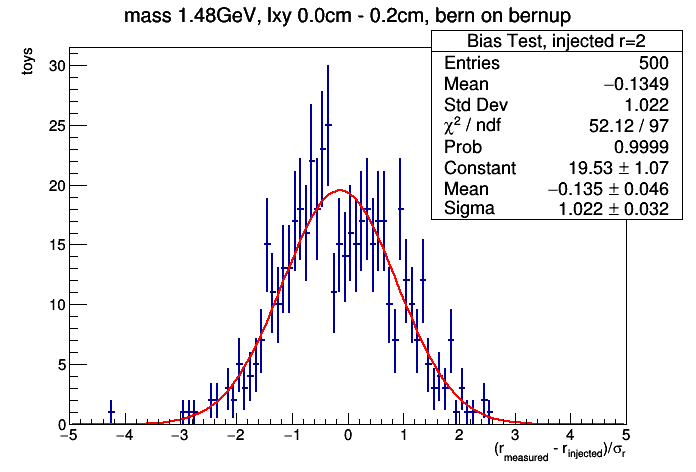 mass 1.48GeV, lxy 0.0cm - 0.2cm, bern on bernup
Bias Test, injected r=2
Entries 500
Mean −0.1349
Std Dev 1.022
χ² / ndf 52.12 / 97
Prob 0.9999
Constant 19.53 ± 1.07
Mean −0.135 ± 0.046
Sigma 1.022 ± 0.032
toys
30
25
20
15
10
5
0
−5 −4 −3 −2 −1 0 1 2 3 4 5
(r_measured - r_injected)/σ_r